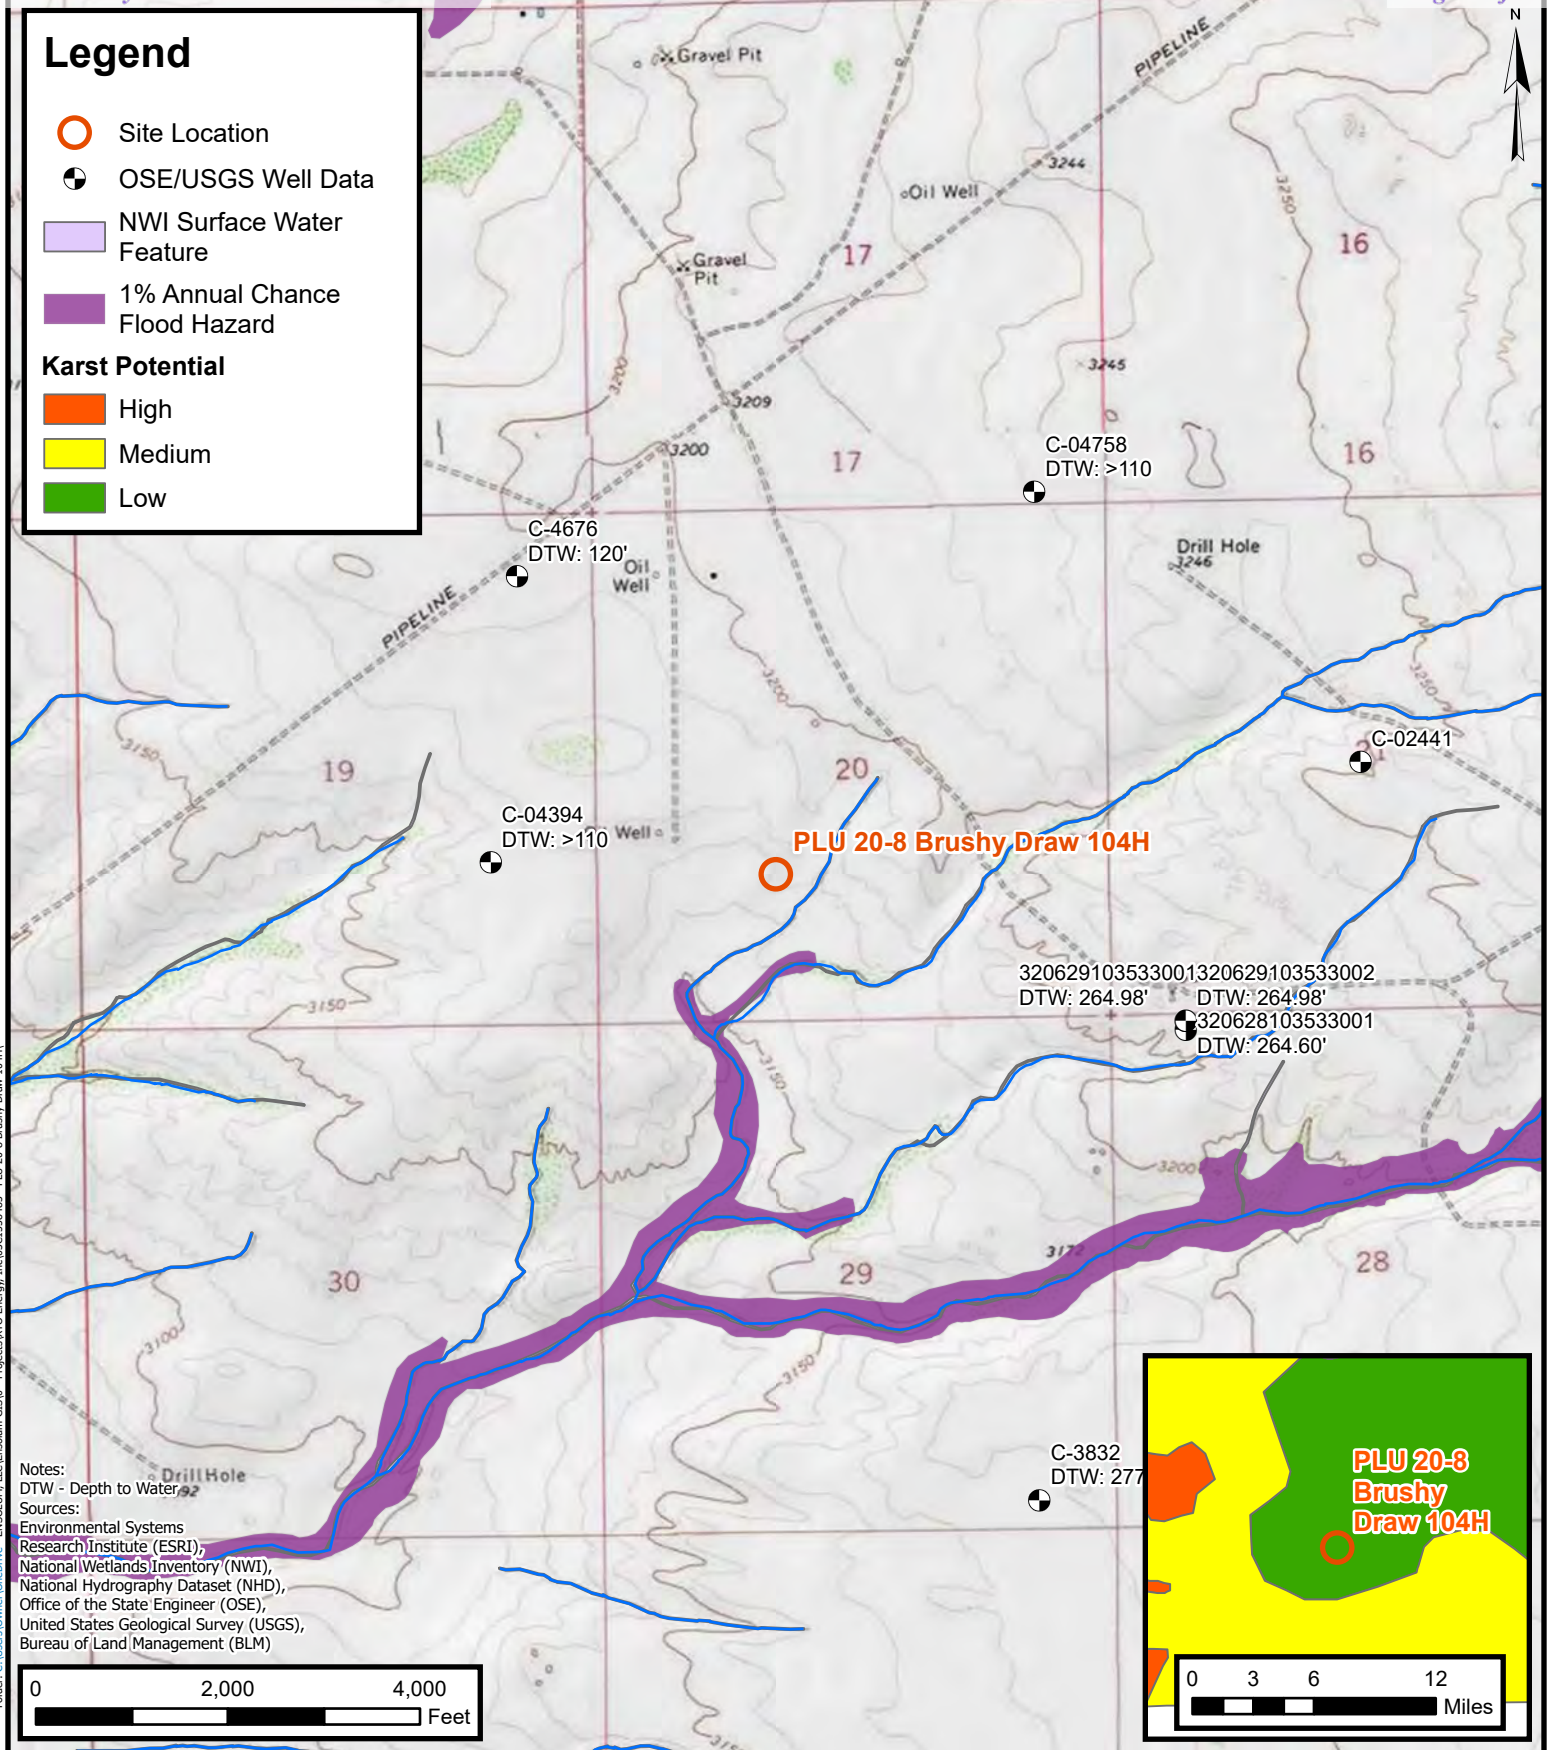 Legend
Site Location
OSE/USGS Well Data
NWI Surface Water
Feature
1% Annual Chance
Flood Hazard
Karst Potential
High
Medium
Low
N
Gravel Pit
PIPELINE
3244
Oil Well
3250
16
17
Gravel
Pit
3200
3245
3209
3200
17
16
C-04758
DTW: >110
C-4676
DTW: 120'
Oil
Well
Drill Hole
3246
PIPELINE
3200
3250
3150
19
20
C-02441
C-04394
DTW: >110
Well
PLU 20-8 Brushy Draw 104H
320629103533001
DTW: 264.98'
320629103533002
DTW: 264.98'
320628103533001
DTW: 264.60'
3150
3150
3200
3172
30
29
28
3100
3150
C-3832
DTW: 277
Drill Hole
Notes:
DTW - Depth to Water
Sources:
Environmental Systems
Research Institute (ESRI),
National Wetlands Inventory (NWI),
National Hydrography Dataset (NHD),
Office of the State Engineer (OSE),
United States Geological Survey (USGS),
Bureau of Land Management (BLM)
0 2,000 4,000
Feet
PLU 20-8
Brushy
Draw 104H
0 3 6 12
Miles